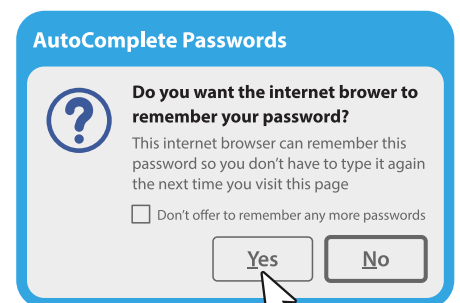 AutoComplete Passwords
Do you want the internet brower to
remember your password?
This internet browser can remember this
password so you don't have to type it again
the next time you visit this page
Don't offer to remember any more passwords
Yes
No